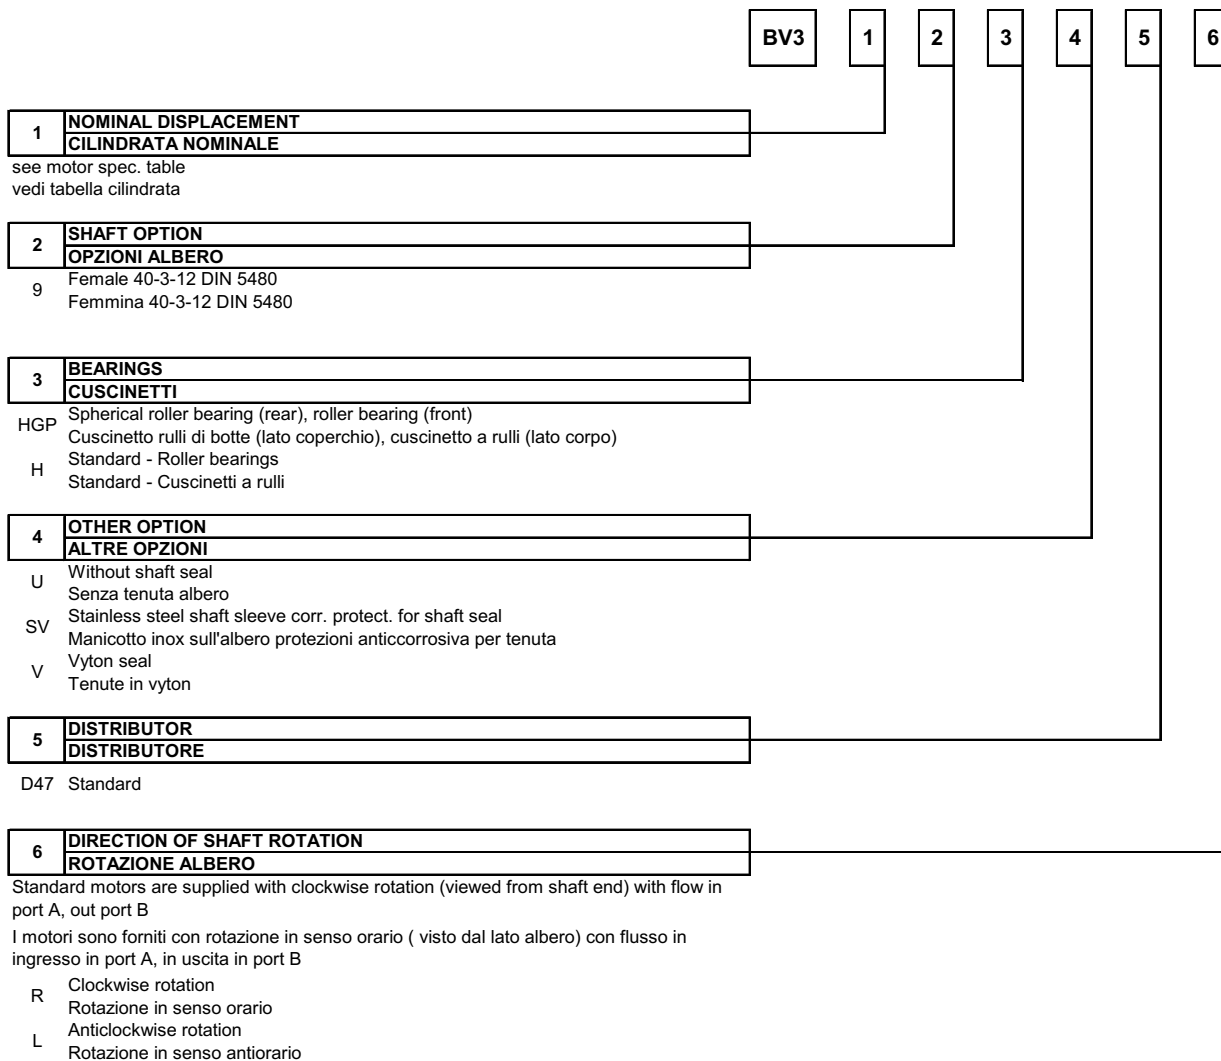 BV3 1 2 3 4 5 6
1 NOMINAL DISPLACEMENT
CILINDRATA NOMINALE
see motor spec. table
vedi tabella cilindrata
2 SHAFT OPTION
OPZIONI ALBERO
9 Female 40-3-12 DIN 5480
Femmina 40-3-12 DIN 5480
3 BEARINGS
CUSCINETTI
HGP Spherical roller bearing (rear), roller bearing (front)
Cuscinetto rulli di botte (lato coperchio), cuscinetto a rulli (lato corpo)
H Standard - Roller bearings
Standard - Cuscinetti a rulli
4 OTHER OPTION
ALTRE OPZIONI
U Without shaft seal
Senza tenuta albero
SV Stainless steel shaft sleeve corr. protect. for shaft seal
Manicotto inox sull'albero protezioni anticcorrosiva per tenuta
V Vyton seal
Tenute in vyton
5 DISTRIBUTOR
DISTRIBUTORE
D47 Standard
6 DIRECTION OF SHAFT ROTATION
ROTAZIONE ALBERO
Standard motors are supplied with clockwise rotation (viewed from shaft end) with flow in
port A, out port B
I motori sono forniti con rotazione in senso orario ( visto dal lato albero) con flusso in
ingresso in port A, in uscita in port B
R Clockwise rotation
Rotazione in senso orario
L Anticlockwise rotation
Rotazione in senso antiorario